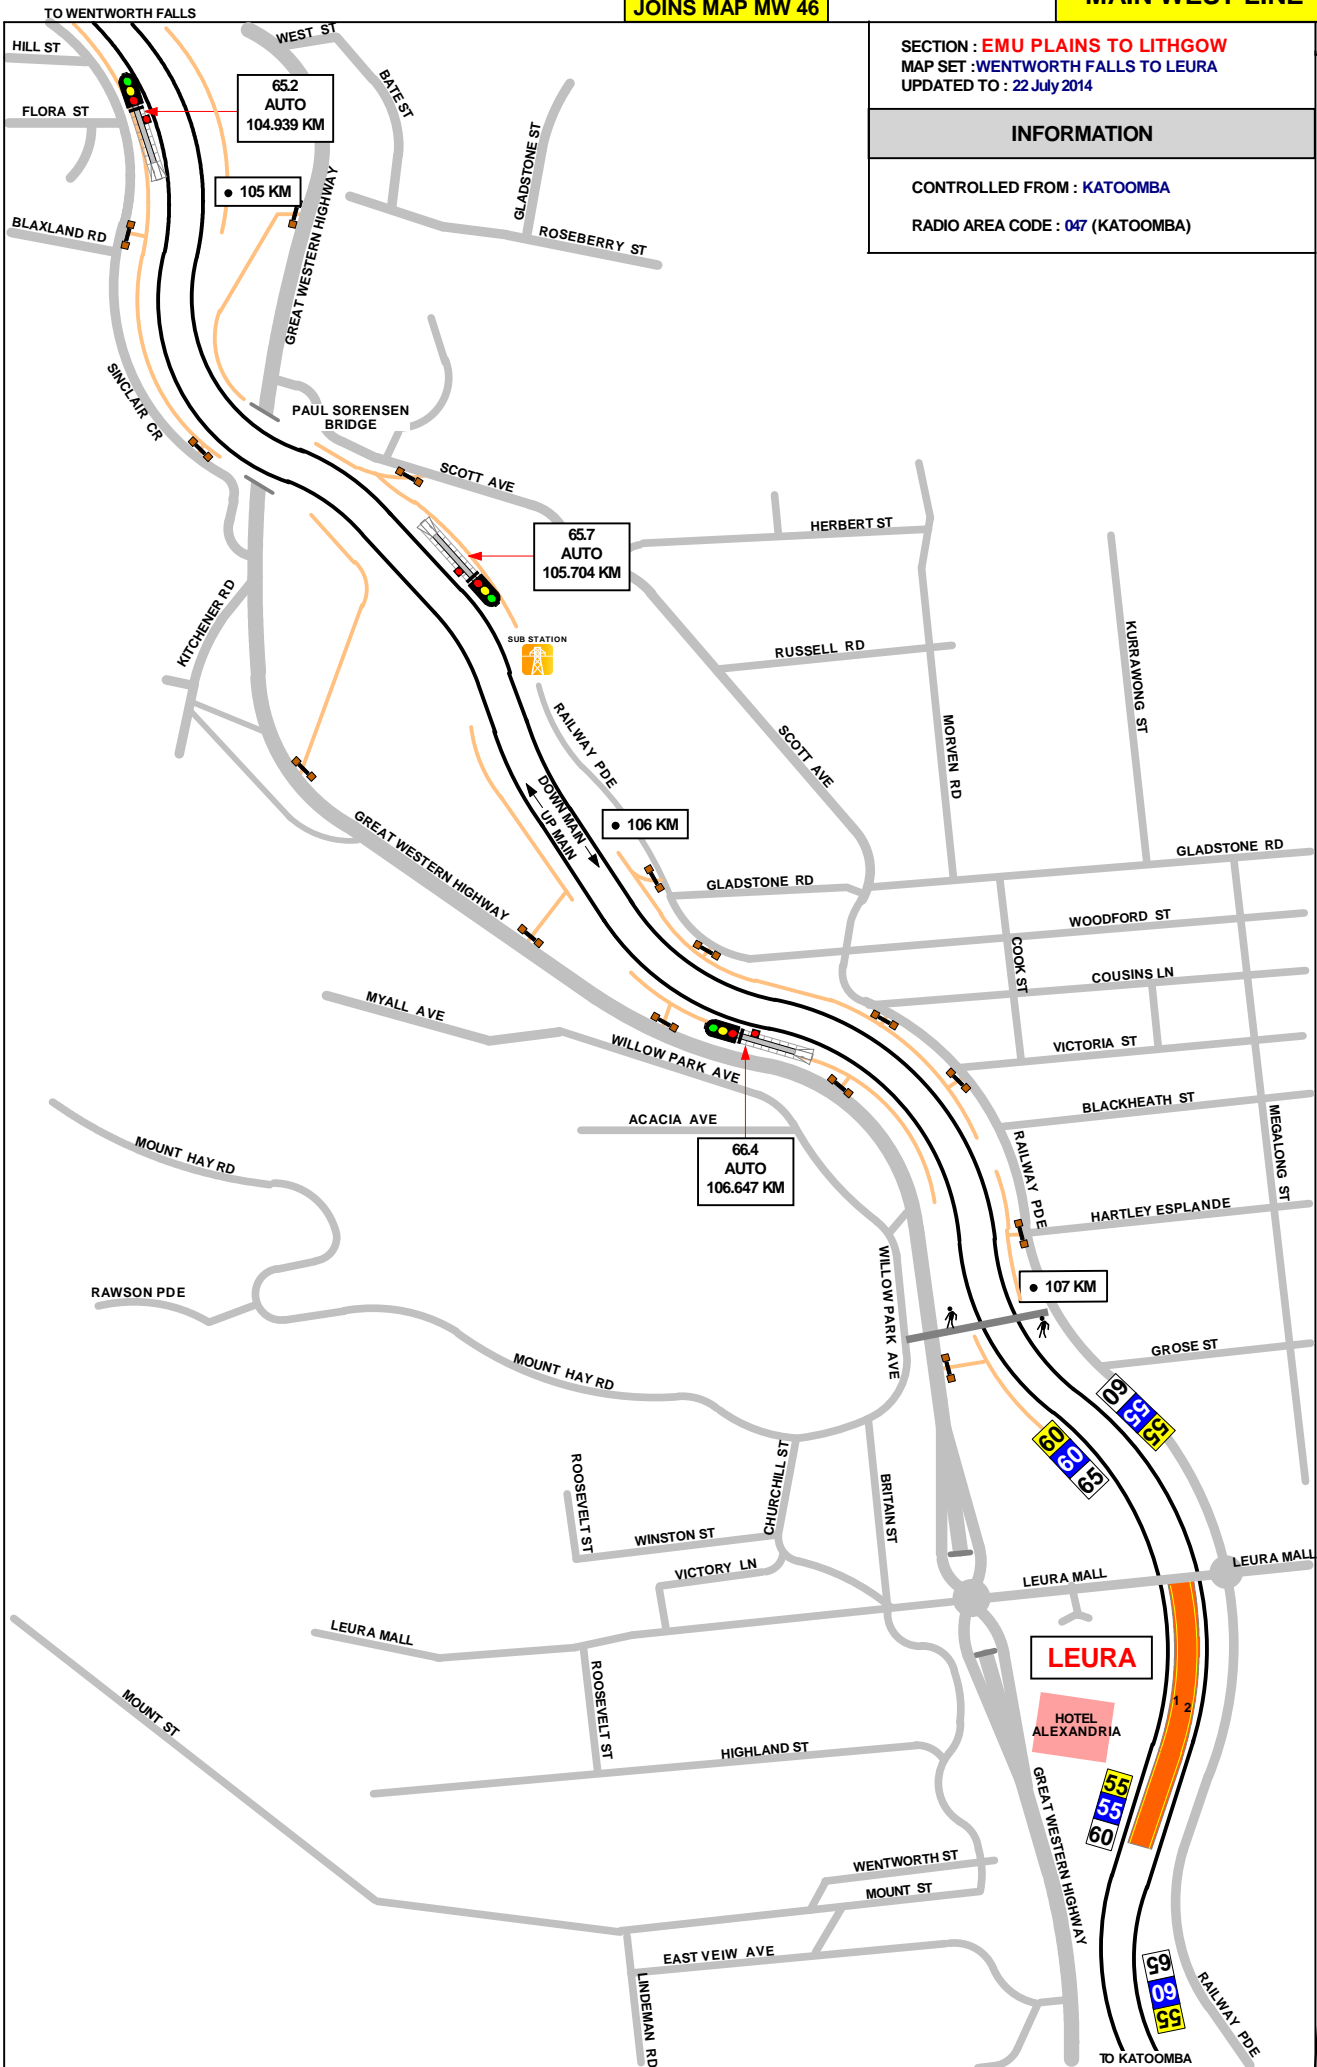 TO WENTWORTH FALLS
JOINS MAP MW 46
MAIN WEST LINE
SECTION : EMU PLAINS TO LITHGOW
MAP SET :WENTWORTH FALLS TO LEURA
UPDATED TO : 22 July 2014
INFORMATION
CONTROLLED FROM : KATOOMBA
RADIO AREA CODE : 047 (KATOOMBA)
WEST ST
HILL ST
BATE ST
65.2
AUTO
104.939 KM
FLORA ST
GLADSTONE ST
105 KM
GREAT WESTERN HIGHWAY
BLAXLAND RD
ROSEBERRY ST
SINCLAIR CR
PAUL SORENSEN
BRIDGE
SCOTT AVE
HERBERT ST
65.7
AUTO
105.704 KM
KITCHENER RD
SUB STATION
RUSSELL RD
KURRAWONG ST
RAILWAY PDE
SCOTT AVE
MORVEN RD
DOWN MAIN
UP MAIN
106 KM
GREAT WESTERN HIGHWAY
GLADSTONE RD
GLADSTONE RD
WOODFORD ST
COOK ST
COUSINS LN
MYALL AVE
WILLOW PARK AVE
VICTORIA ST
BLACKHEATH ST
ACACIA AVE
MEGALONG ST
MOUNT HAY RD
66.4
AUTO
106.647 KM
RAILWAY PDE
HARTLEY ESPLANDE
WILLOW PARK AVE
107 KM
RAWSON PDE
GROSE ST
MOUNT HAY RD
60 53 55
60 60 65
ROOSEVELT ST
CHURCHILL ST
BRITAIN ST
WINSTON ST
VICTORY LN
LEURA MALL
LEURA MALL
LEURA MALL
LEURA
ROOSEVELT ST
MOUNT ST
1 2
HOTEL
ALEXANDRIA
HIGHLAND ST
55
55
60
GREAT WESTERN HIGHWAY
WENTWORTH ST
MOUNT ST
EAST VEIW AVE
LINDEMAN RD
65
60
55
RAILWAY PDE
TO KATOOMBA